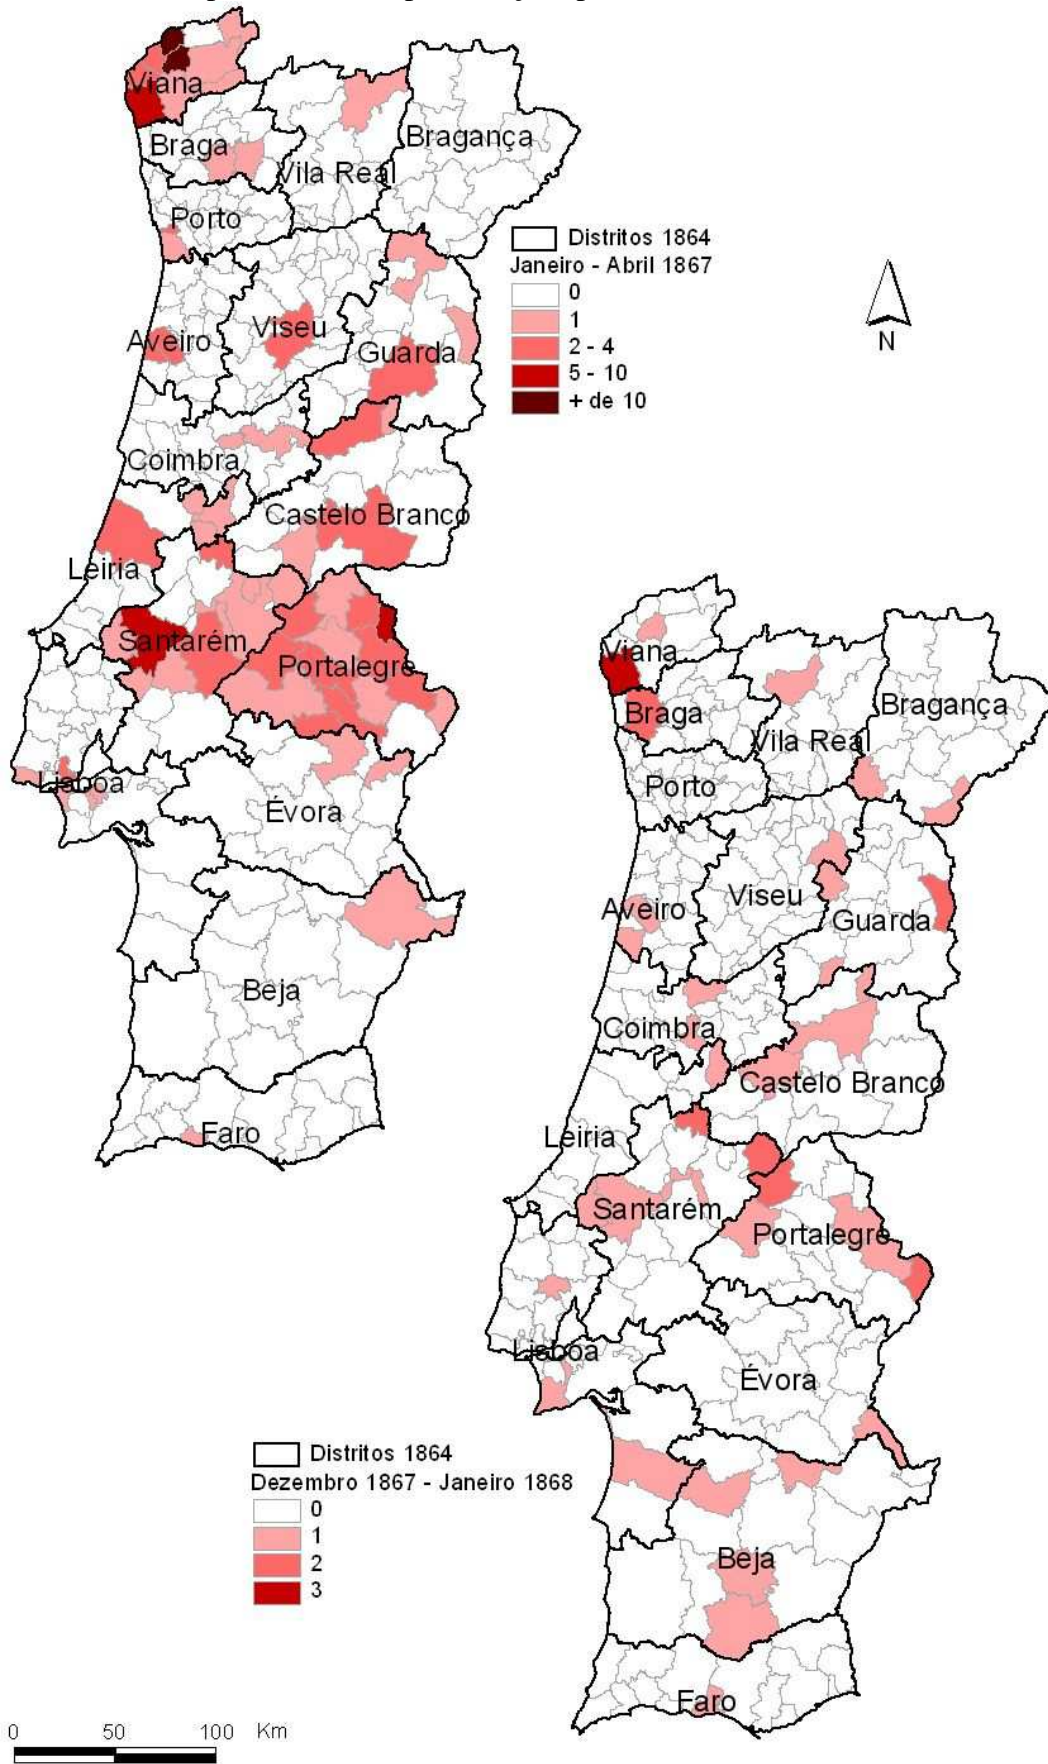 Viana
Braga
Vila Real
Bragança
Porto
Aveiro
Viseu
Guarda
Coimbra
Castelo Branco
Leiria
Santarém
Portalegre
Lisboa
Évora
Beja
Faro
Distritos 1864
Janeiro - Abril 1867
0
1
2 - 4
5 - 10
+ de 10
N
Viana
Braga
Vila Real
Bragança
Porto
Aveiro
Viseu
Guarda
Coimbra
Castelo Branco
Leiria
Santarém
Portalegre
Lisboa
Évora
Beja
Faro
Distritos 1864
Dezembro 1867 - Janeiro 1868
0
1
2
3
0 50 100 Km